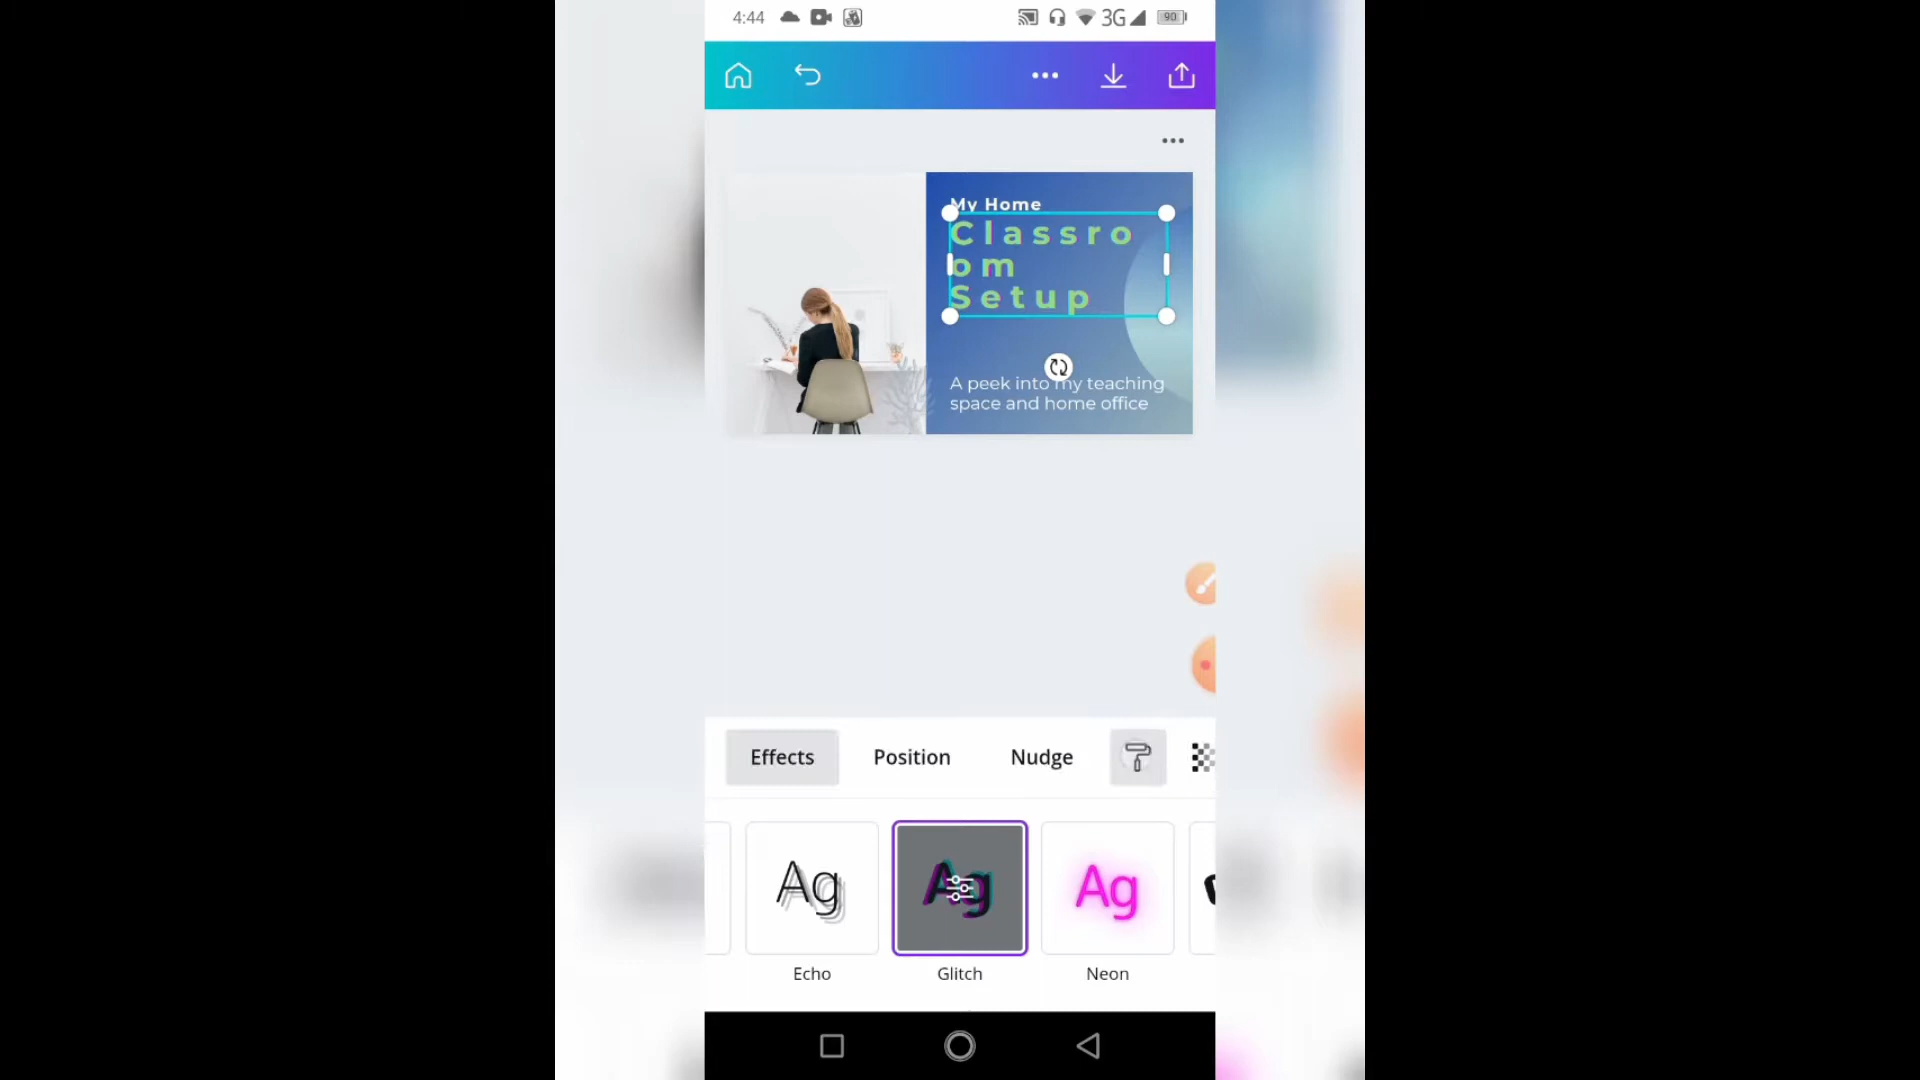 4:44
3G
90
My Home
Classro
om
Setup
A peek into my teaching
space and home office
Effects
Position
Nudge
Ag
Ag
Ag
Echo
Glitch
Neon